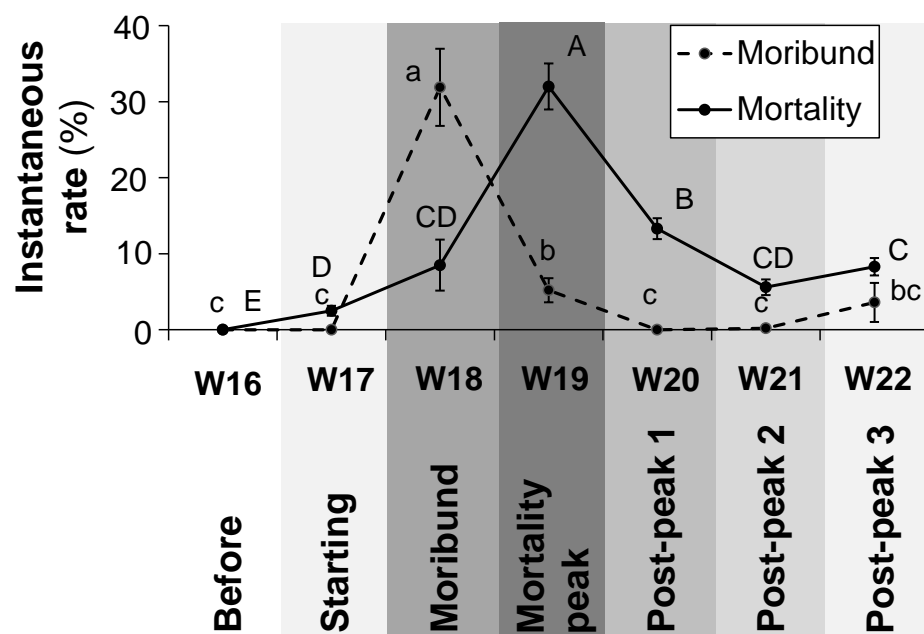 Instantaneous
rate (%)
40
30
20
10
0
Moribund
Mortality
c
E
D
c
a
CD
A
b
B
c
CD
c
C
bc
W16
W17
W18
W19
W20
W21
W22
Before
Starting
Moribund
Mortality
peak
Post-peak 1
Post-peak 2
Post-peak 3